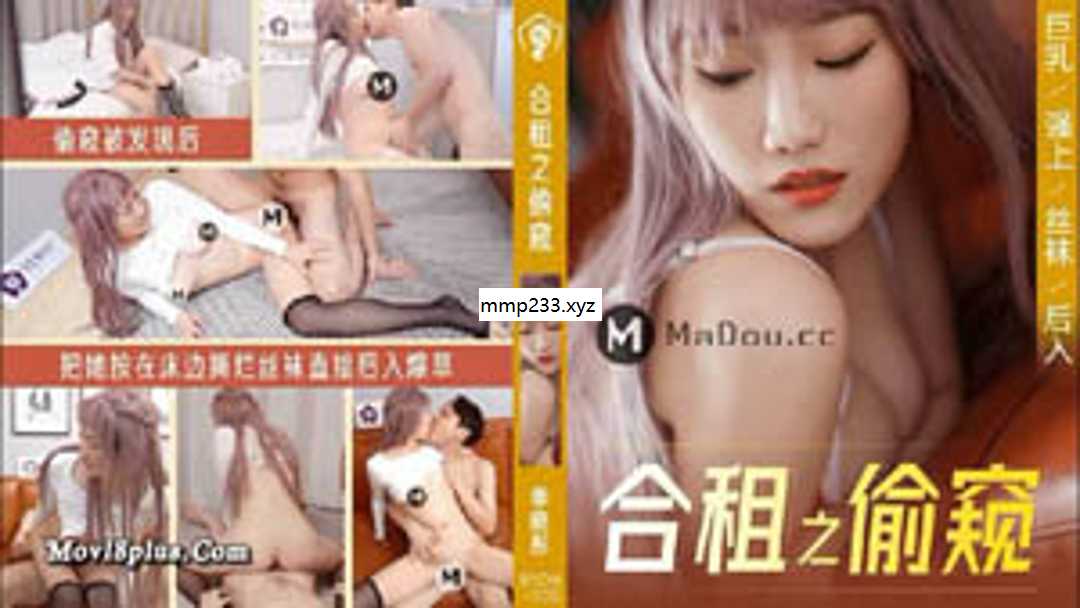 偷窥被发现后
把她按在床边撕烂丝袜直接后入爆草
Movi8plus.Com
合租之偷窥
mmp233.xyz
M
MaDou.cc
巨乳/强上/丝袜/后入
合租之偷窥